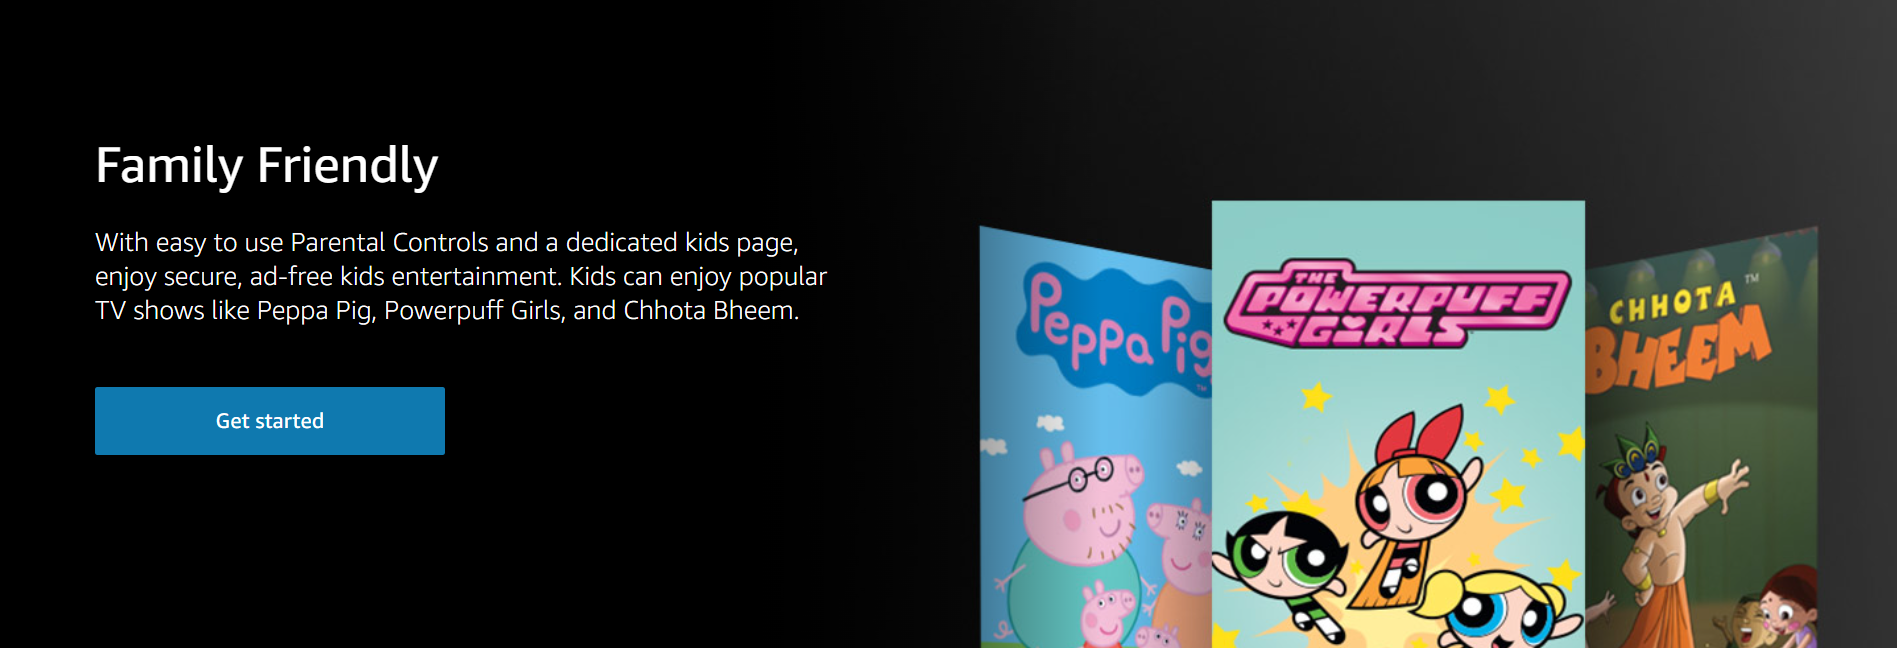 Family Friendly
With easy to use Parental Controls and a dedicated kids page,
enjoy secure, ad-free kids entertainment. Kids can enjoy popular
TV shows like Peppa Pig, Powerpuff Girls, and Chhota Bheem.
Get started
Peppa Pig
™
THE
POWERPUFF
GIRLS
CHHOTA ™
BHEEM